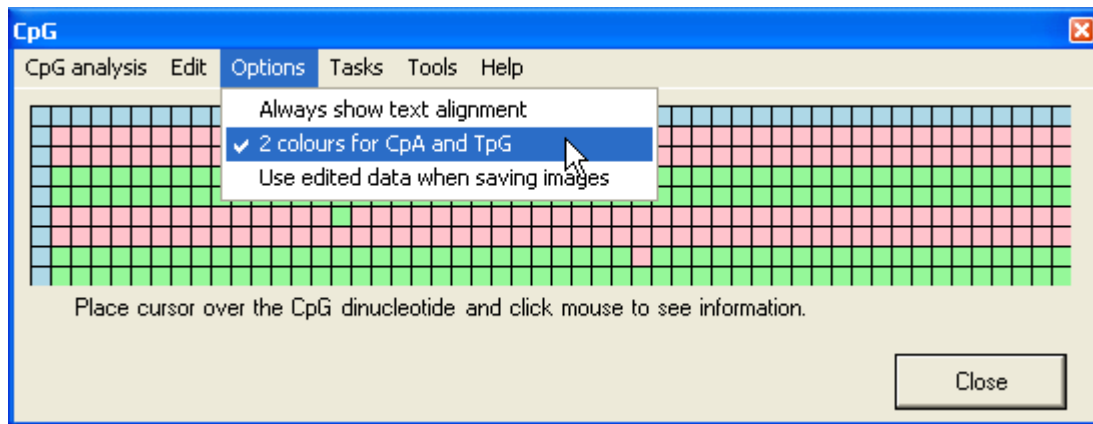 CpG
CpG analysis Edit Options Tasks Tools Help
Always show text alignment
2 colours for CpA and TpG
Use edited data when saving images
Place cursor over the CpG dinucleotide and click mouse to see information.
Close